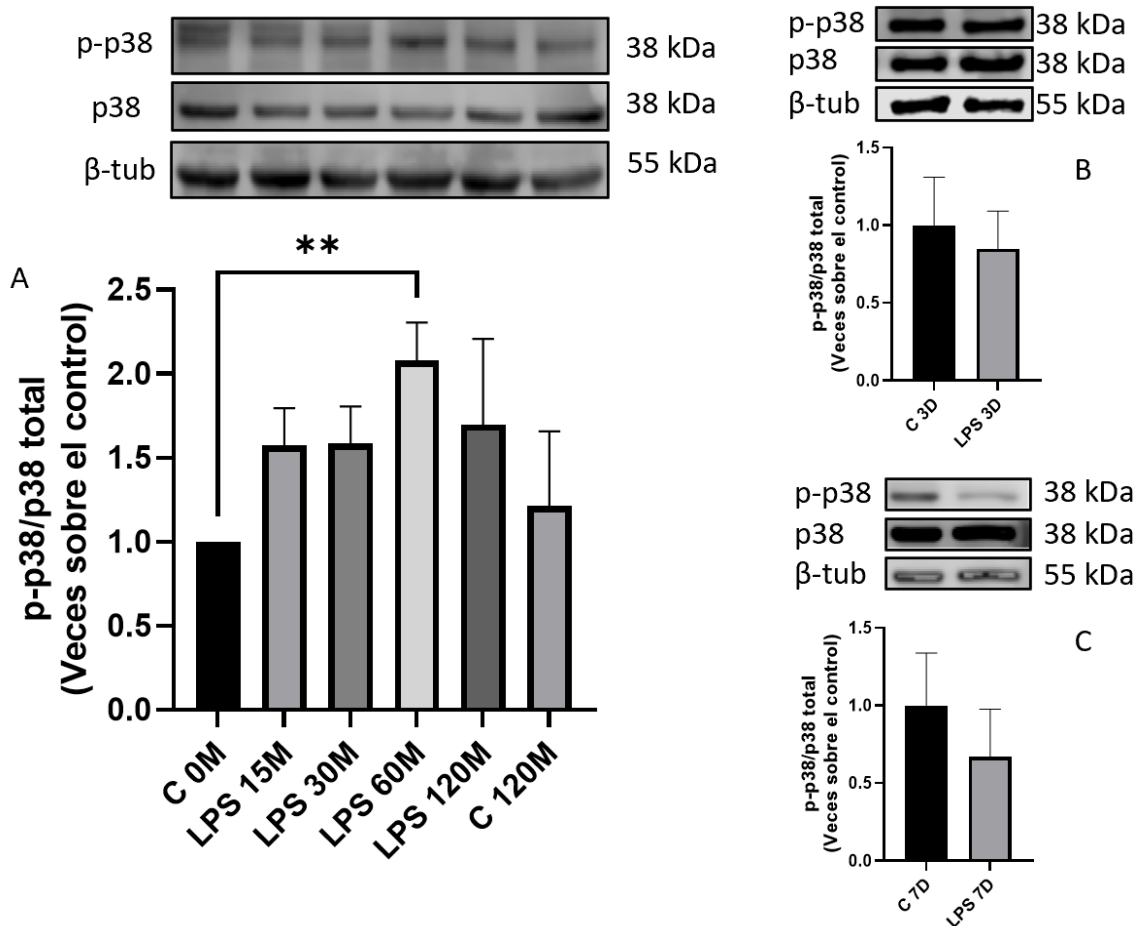 p-p38 38 kDa
p38 38 kDa
β-tub 55 kDa
A
**
p-p38/p38 total
(Veces sobre el control)
2.5
2.0
1.5
1.0
0.5
0.0
C 0M
LPS 15M
LPS 30M
LPS 60M
LPS 120M
C 120M
p-p38 38 kDa
p38 38 kDa
β-tub 55 kDa
B
p-p38/p38 total
(Veces sobre el control)
1.5
1.0
0.5
0.0
C 3D
LPS 3D
p-p38 38 kDa
p38 38 kDa
β-tub 55 kDa
C
p-p38/p38 total
(Veces sobre el control)
1.5
1.0
0.5
0.0
C 7D
LPS 7D